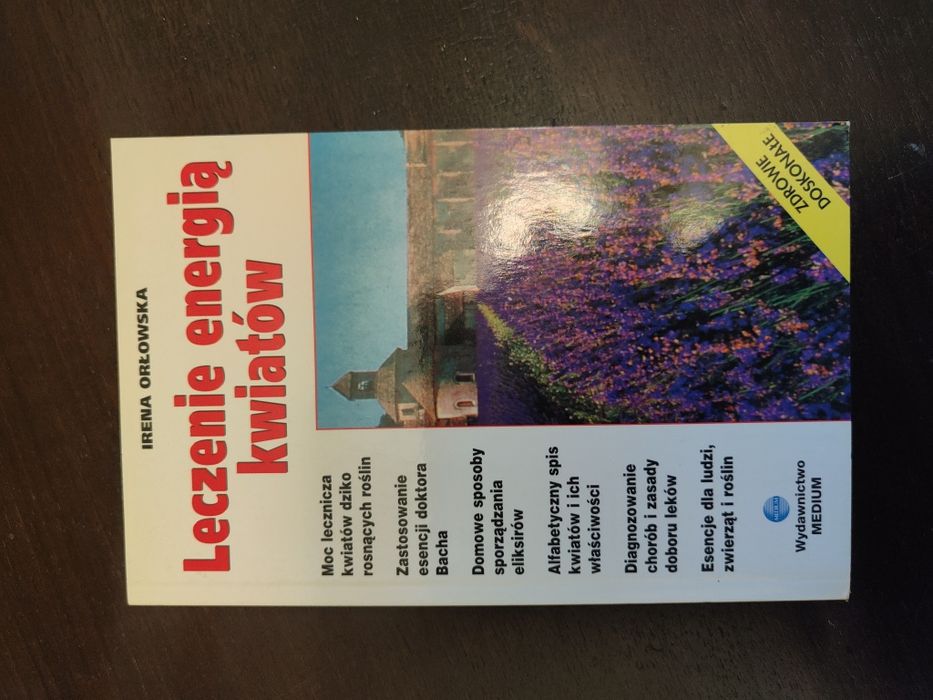 IRENA ORŁOWSKA
Leczenie energią
kwiatów
Moc lecznicza
kwiatów dziko
rosnących roślin
Zastosowanie
esencji doktora
Bacha
Domowe sposoby
sporządzania
eliksirów
Alfabetyczny spis
kwiatów i ich
właściwości
Diagnozowanie
chorób i zasady
doboru leków
Esencje dla ludzi,
zwierząt i roślin
MEDIUM
Wydawnictwo
MEDIUM
ZDROWIE
DOSKONAŁE